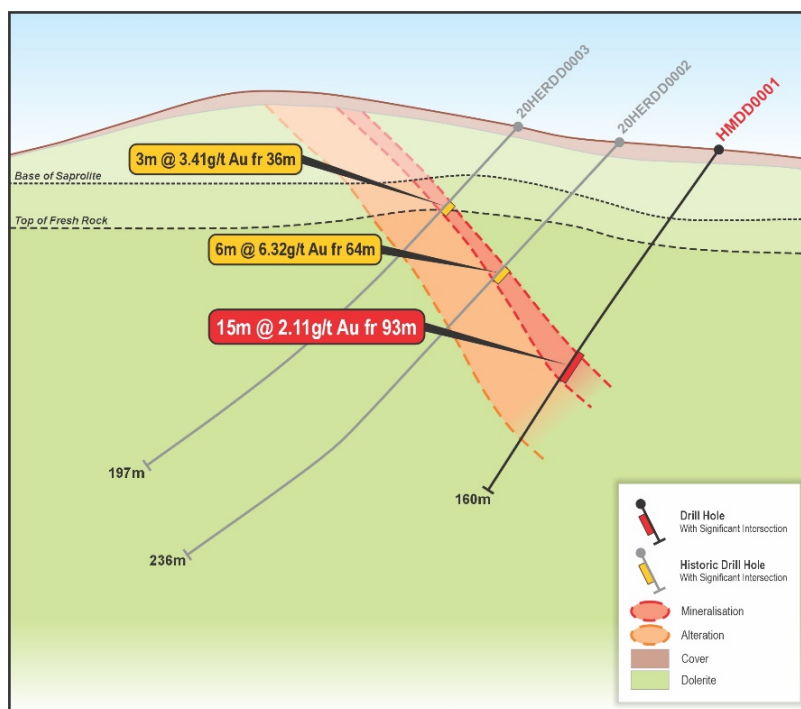 20HERDD0003
20HERDD0002
HMDD0001
3m @ 3.41g/t Au fr 36m
Base of Saprolite
Top of Fresh Rock
6m @ 6.32g/t Au fr 64m
15m @ 2.11g/t Au fr 93m
197m
160m
236m
Drill Hole
With Significant Intersection
Historic Drill Hole
With Significant Intersection
Mineralisation
Alteration
Cover
Dolerite